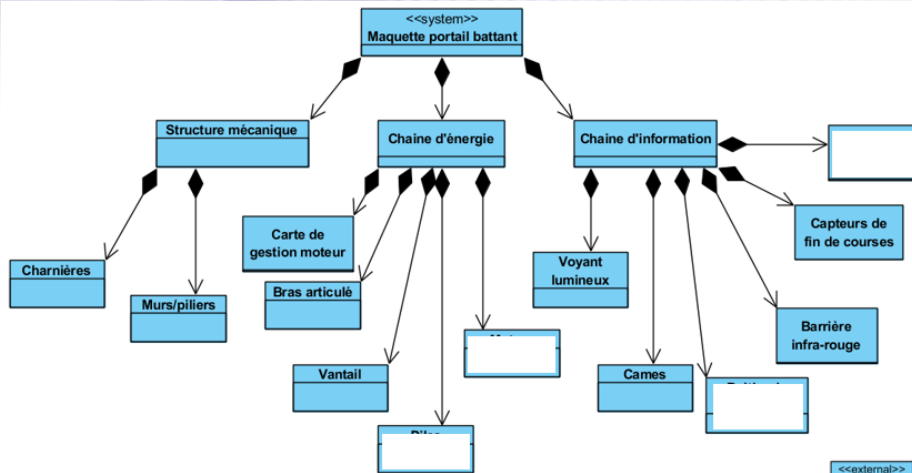 <<system>>
Maquette portail battant
Structure mécanique
Chaine d'énergie
Chaine d'information
Carte de
gestion moteur
Capteurs de
fin de courses
Charnières
Murs/piliers
Bras articulé
Voyant
lumineux
Barrière
infra-rouge
Vantail
Cames
<<external>>